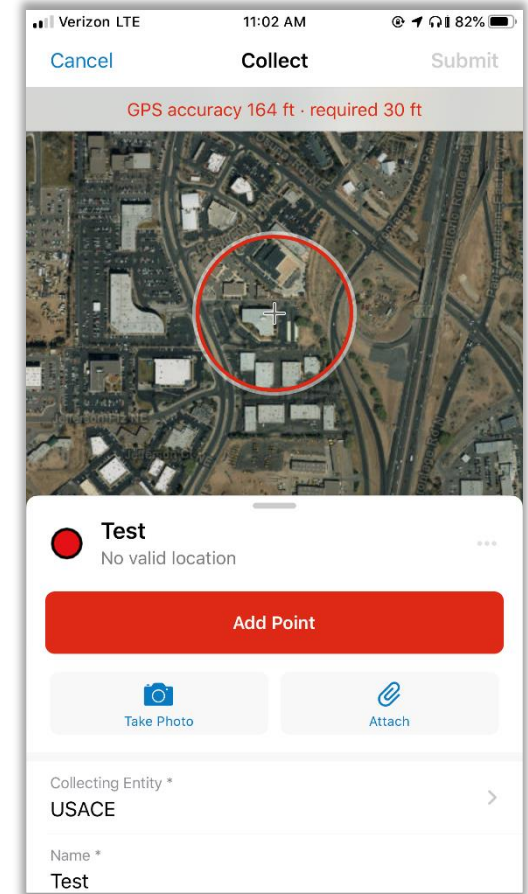 Verizon LTE 11:02 AM 82%
Cancel Collect Submit
GPS accuracy 164 ft · required 30 ft
Test
No valid location
Add Point
Take Photo Attach
Collecting Entity *
USACE
Name *
Test